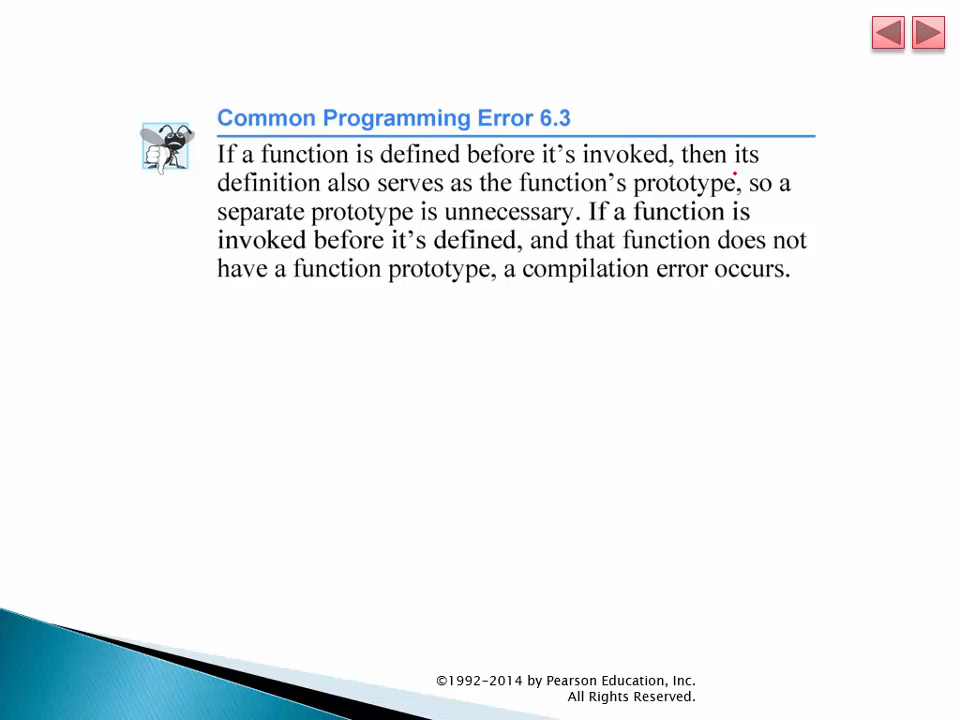 Common Programming Error 6.3
If a function is defined before it’s invoked, then its
definition also serves as the function’s prototype, so a
separate prototype is unnecessary. If a function is
invoked before it’s defined, and that function does not
have a function prototype, a compilation error occurs.
©1992-2014 by Pearson Education, Inc.
All Rights Reserved.